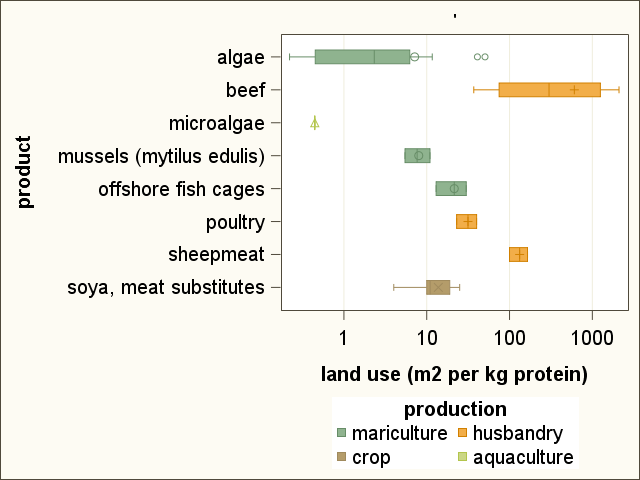 algae
beef
microalgae
mussels (mytilus edulis)
offshore fish cages
poultry
sheepmeat
soya, meat substitutes
product
1 10 100 1000
land use (m2 per kg protein)
production
mariculture husbandry
crop aquaculture